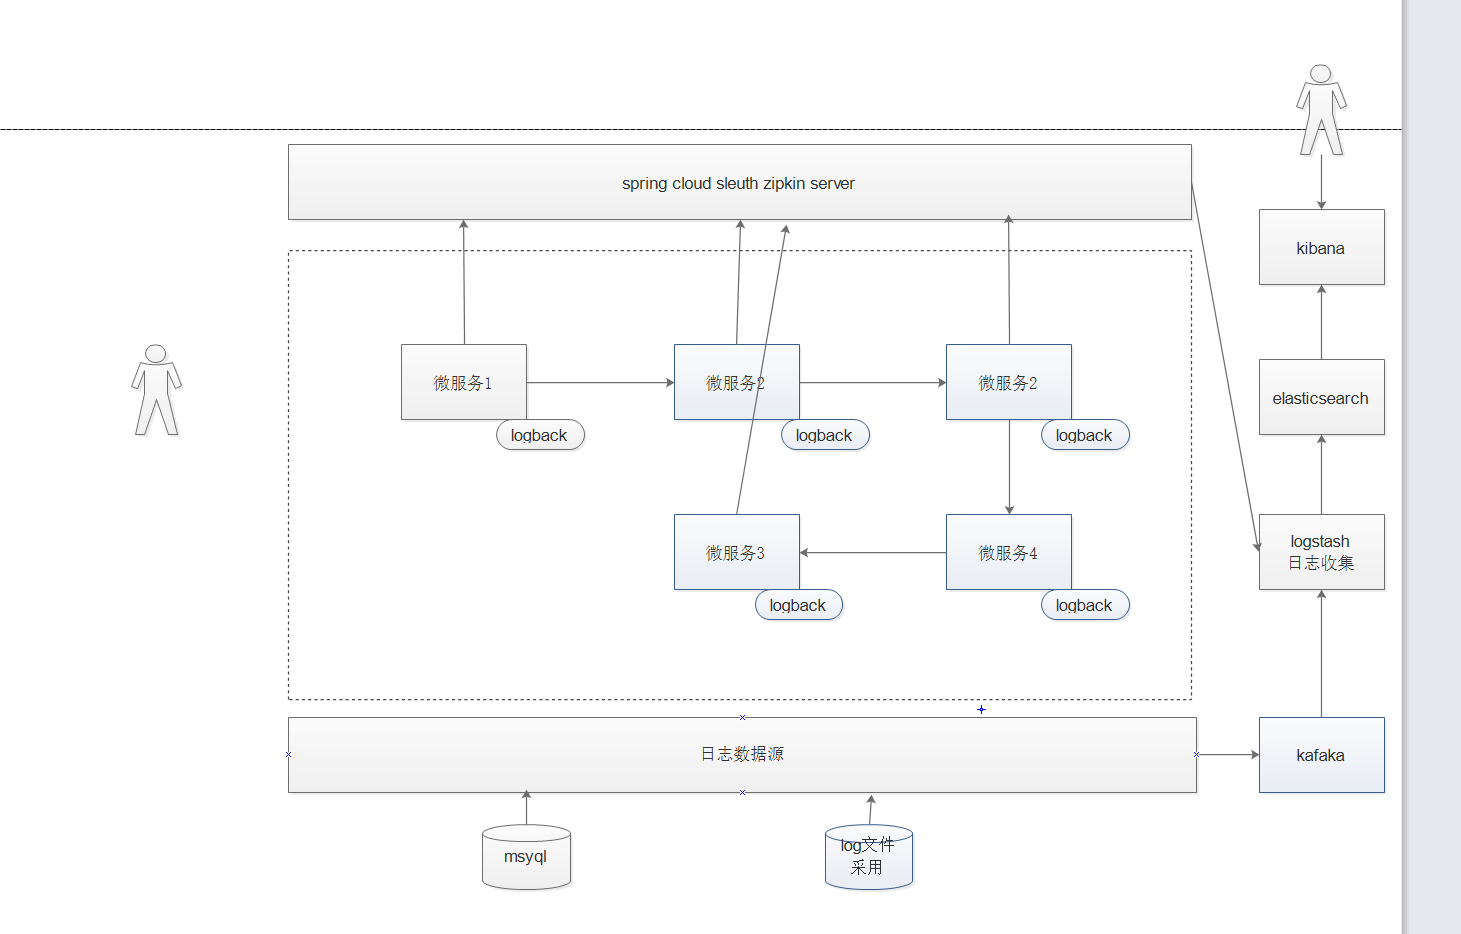 spring cloud sleuth zipkin server
kibana
微服务1
微服务2
微服务2
elasticsearch
logback
logback
logback
微服务3
微服务4
logstash
日志收集
logback
logback
日志数据源
kafaka
msyql
log文件
采用